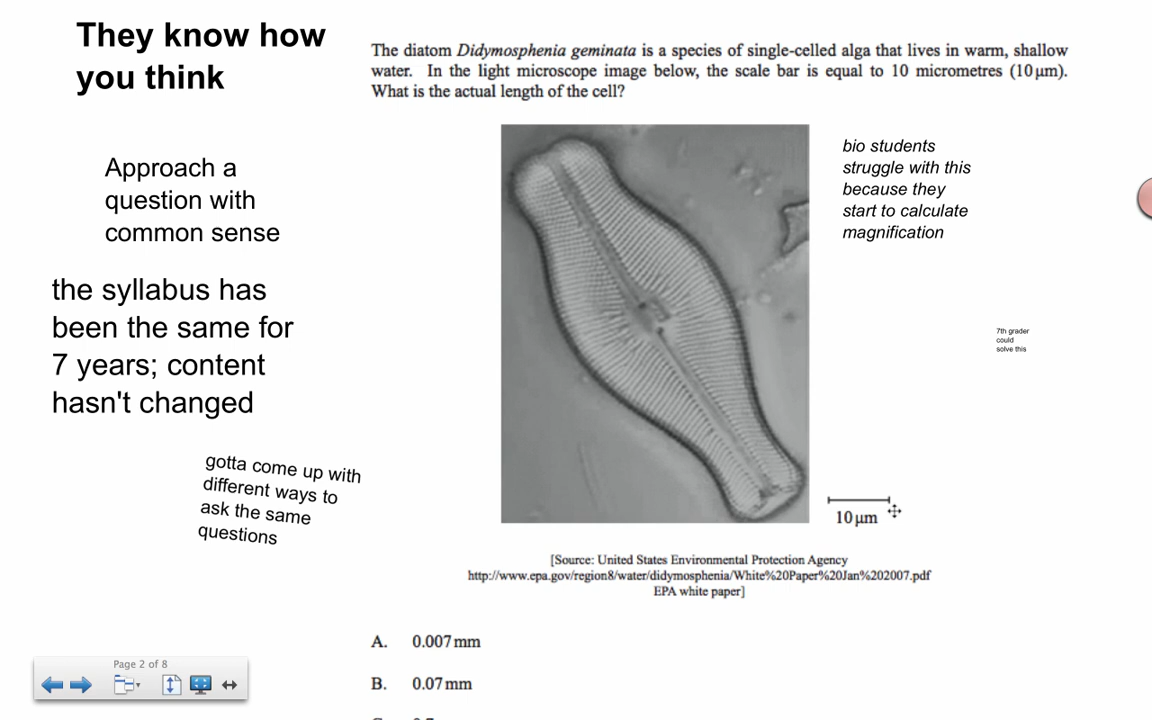 They know how
you think
Approach a
question with
common sense
the syllabus has
been the same for
7 years; content
hasn't changed
gotta come up with
different ways to
ask the same
questions
The diatom Didymosphenia geminata is a species of single-celled alga that lives in warm, shallow
water. In the light microscope image below, the scale bar is equal to 10 micrometres (10 µm).
What is the actual length of the cell?
bio students
struggle with this
because they
start to calculate
magnification
7th grader
could
solve this
10 µm
[Source: United States Environmental Protection Agency
http://www.epa.gov/region8/water/didymosphenia/White%20Paper%20Jan%202007.pdf
EPA white paper]
A. 0.007 mm
B. 0.07 mm
Page 2 of 8